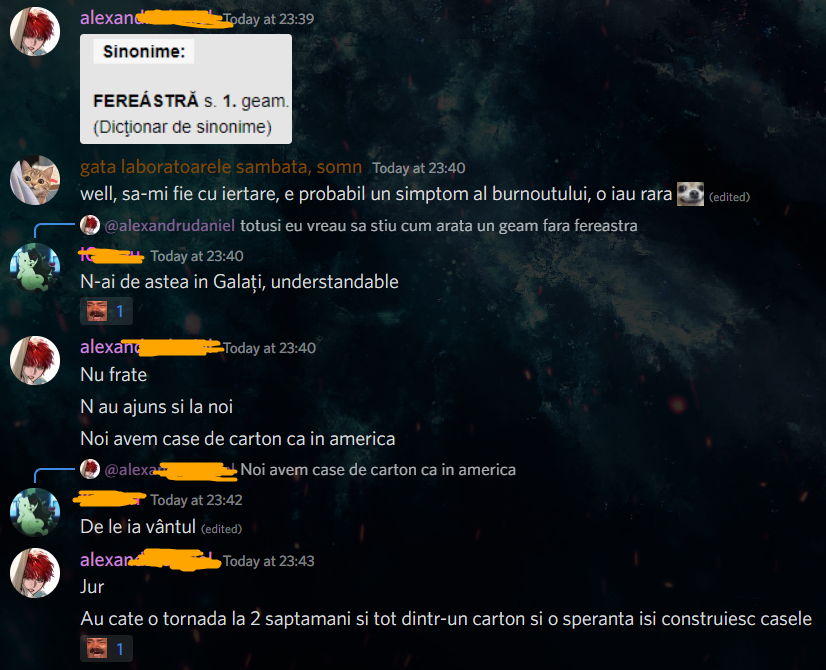 alexand Today at 23:39
Sinonime:
FEREÁSTRĂ s. 1. geam.
(Dicționar de sinonime)
gata laboratoarele sambata, somn Today at 23:40
well, sa-mi fie cu iertare, e probabil un simptom al burnoutului, o iau rara (edited)
@alexandrudaniel totusi eu vreau sa stiu cum arata un geam fara fereastra
Today at 23:40
N-ai de astea in Galați, understandable
1
alexand Today at 23:40
Nu frate
N au ajuns si la noi
Noi avem case de carton ca in america
@alexa Noi avem case de carton ca in america
Today at 23:42
De le ia vântul (edited)
alexan Today at 23:43
Jur
Au cate o tornada la 2 saptamani si tot dintr-un carton si o speranta isi construiesc casele
1